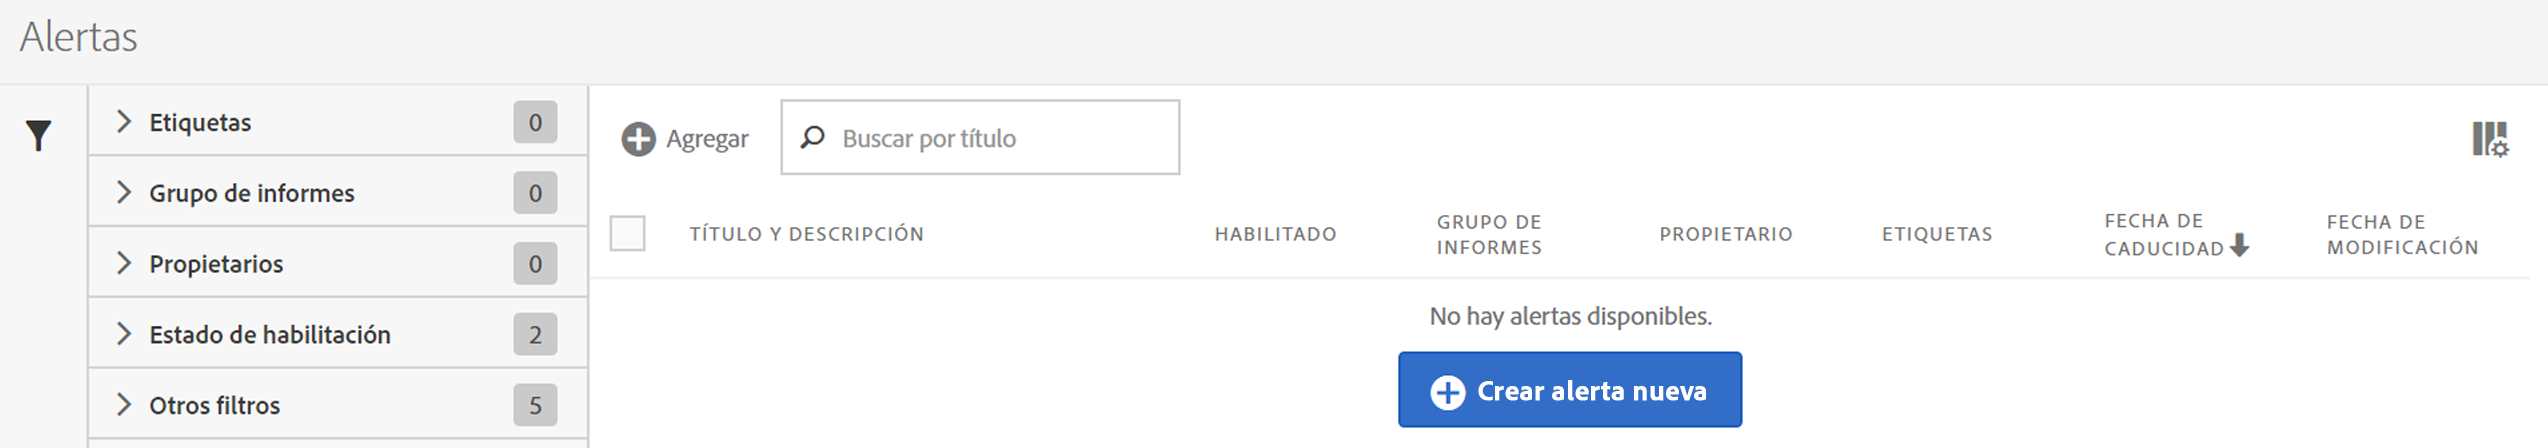 Alertas
Etiquetas 0
Grupo de informes 0
Propietarios 0
Estado de habilitación 2
Otros filtros 5
Agregar
Buscar por título
TÍTULO Y DESCRIPCIÓN
HABILITADO
GRUPO DE
INFORMES
PROPIETARIO
ETIQUETAS
FECHA DE
CADUCIDAD
FECHA DE
MODIFICACIÓN
No hay alertas disponibles.
Crear alerta nueva